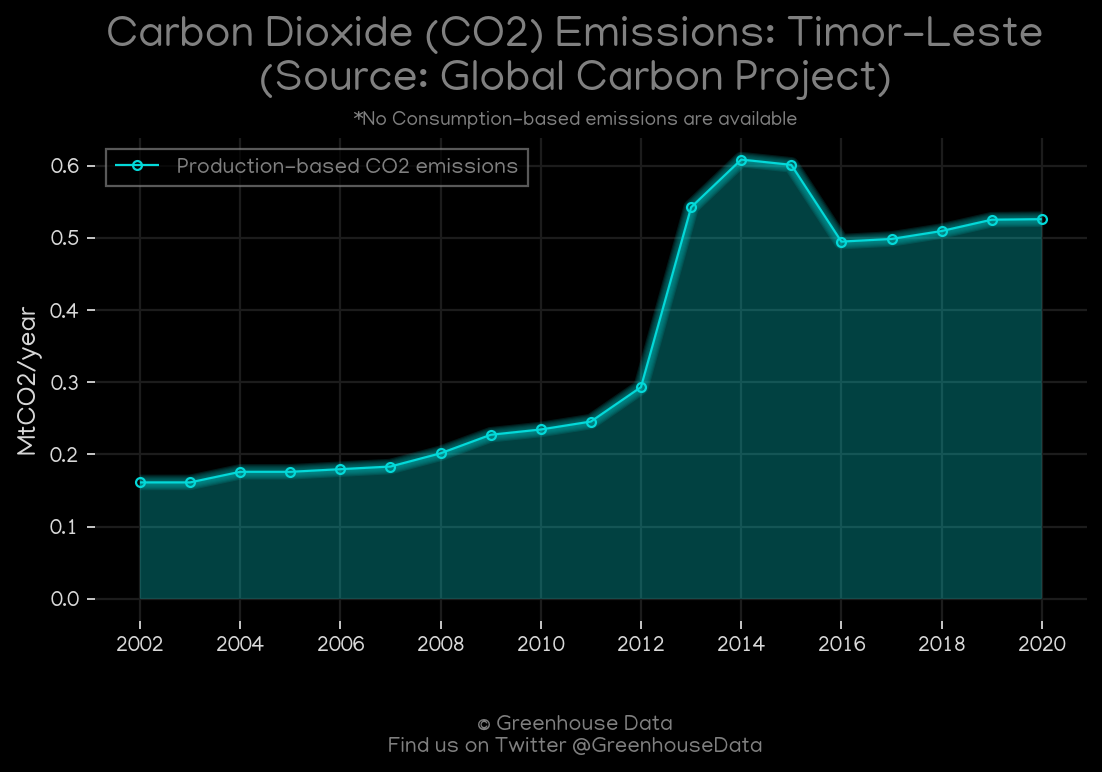 Carbon Dioxide (CO2) Emissions: Timor-Leste
(Source: Global Carbon Project)
*No Consumption-based emissions are available
Production-based CO2 emissions
MtCO2/year
0.6
0.5
0.4
0.3
0.2
0.1
0.0
2002 2004 2006 2008 2010 2012 2014 2016 2018 2020
© Greenhouse Data
Find us on Twitter @GreenhouseData